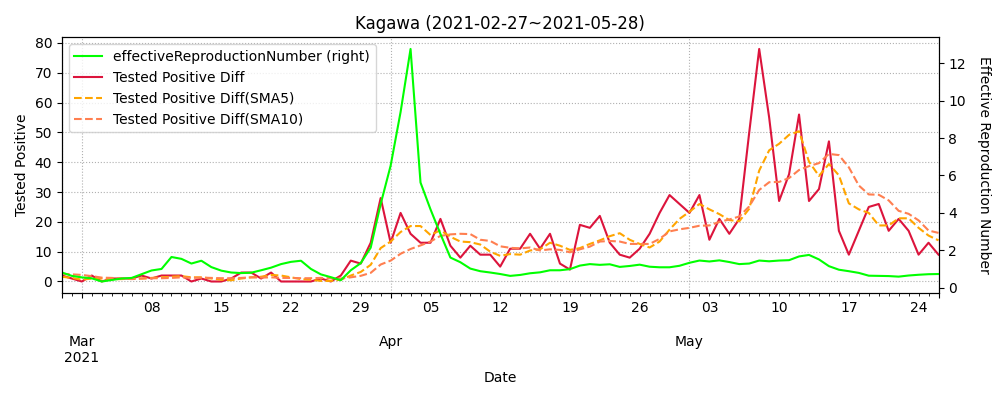 Kagawa (2021-02-27~2021-05-28)
effectiveReproductionNumber (right)
Tested Positive Diff
Tested Positive Diff(SMA5)
Tested Positive Diff(SMA10)
Tested Positive
80
70
60
50
40
30
20
10
0
Effective Reproduction Number
12
10
8
6
4
2
0
08 15 22 29 05 12 19 26 03 10 17 24
Mar Apr May
2021
Date